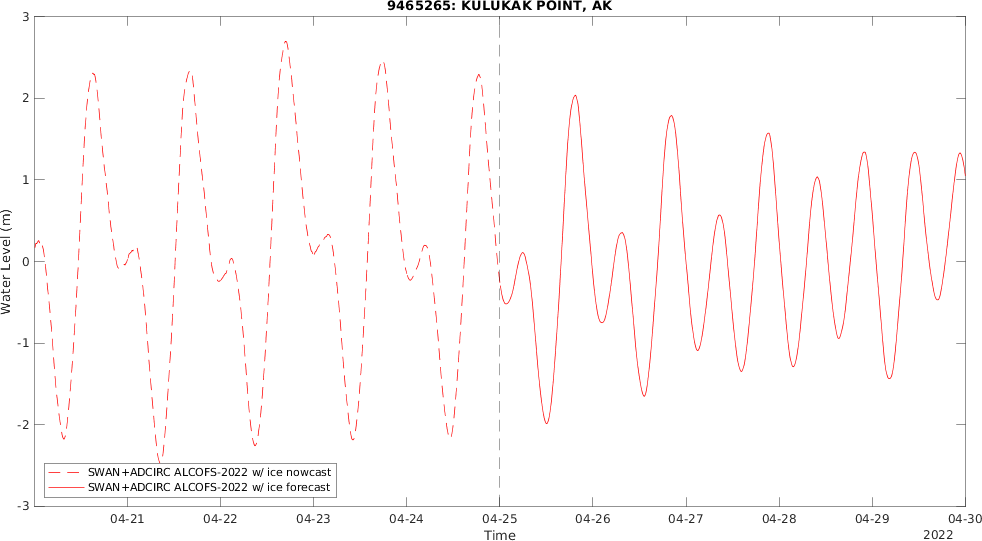 9465265: KULUKAK POINT, AK
3
2
1
0
-1
-2
-3
Water Level (m)
SWAN+ADCIRC ALCOFS-2022 w/ ice nowcast
SWAN+ADCIRC ALCOFS-2022 w/ ice forecast
04-21 04-22 04-23 04-24 04-25 04-26 04-27 04-28 04-29 04-30
Time
2022